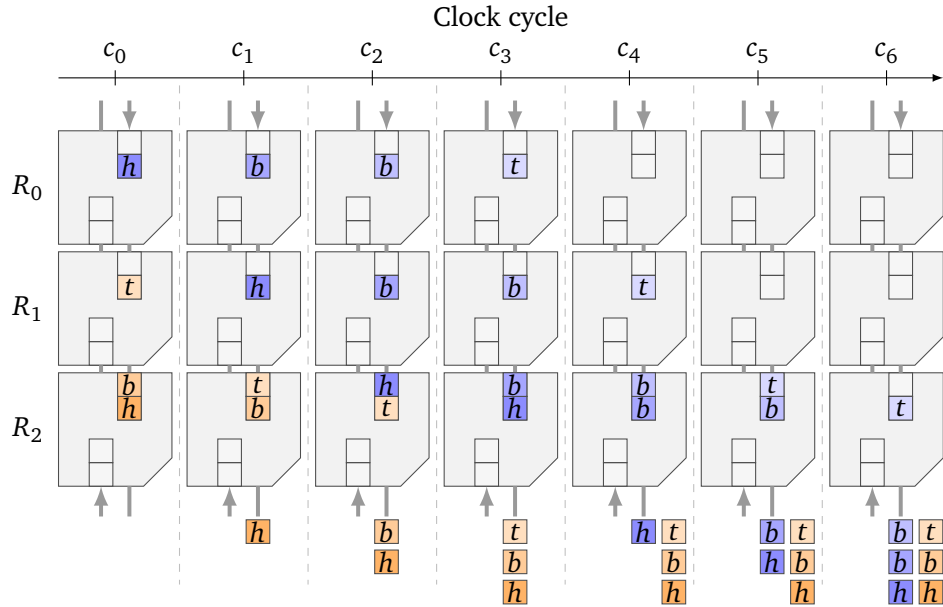 Clock cycle
c0 c1 c2 c3 c4 c5 c6
h b b t
R0
t h b b t
R1
b t h b b t
h b t h b b t
R2
h b t h t b t b t
h b b h b b b
h h h h h